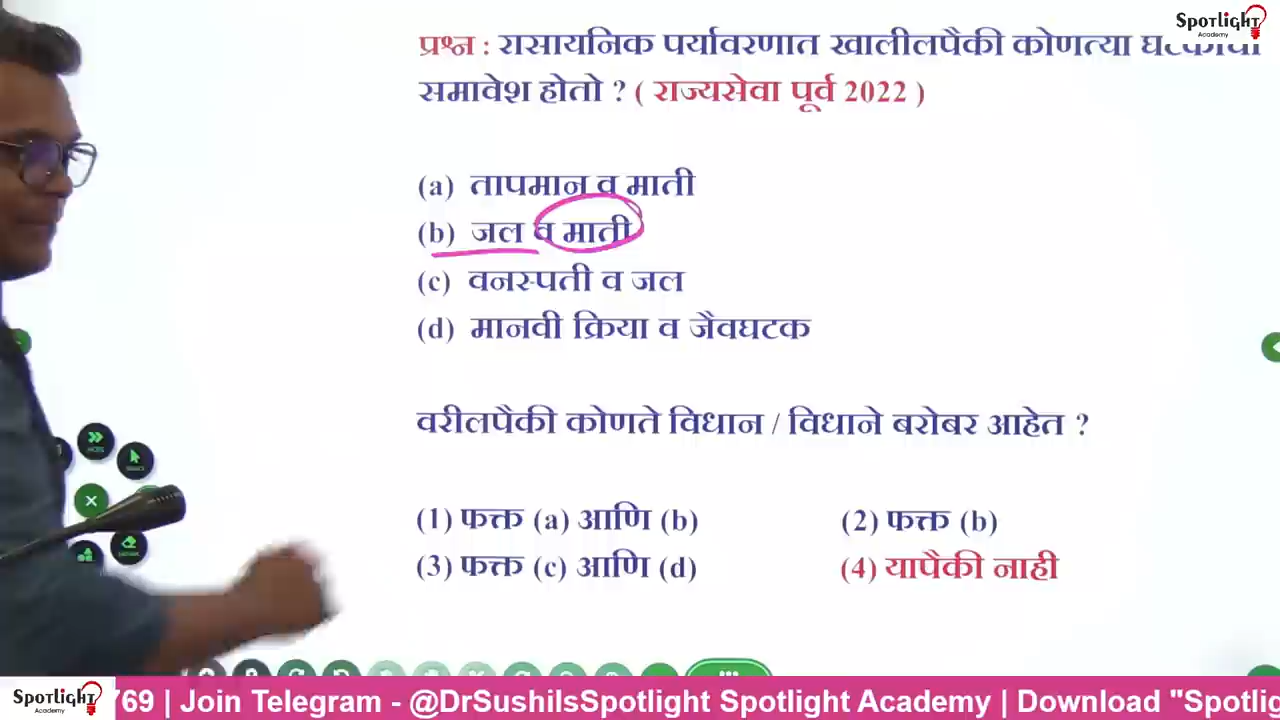 Spotlight
Academy
प्रश्न : रासायनिक पर्यावरणात खालीलपैकी कोणत्या
समावेश होतो ? ( राज्यसेवा पूर्व 2022 )
(a) तापमान व माती
(b) जल व माती
(c) वनस्पती व जल
(d) मानवी क्रिया व जैवघटक
वरीलपैकी कोणते विधान / विधाने बरोबर आहेत ?
(1) फक्त (a) आणि (b) (2) फक्त (b)
(3) फक्त (c) आणि (d) (4) यापैकी नाही
Spotlight
Academy
769 | Join Telegram - @DrSushilsSpotlight Spotlight Academy | Download "Spotlig